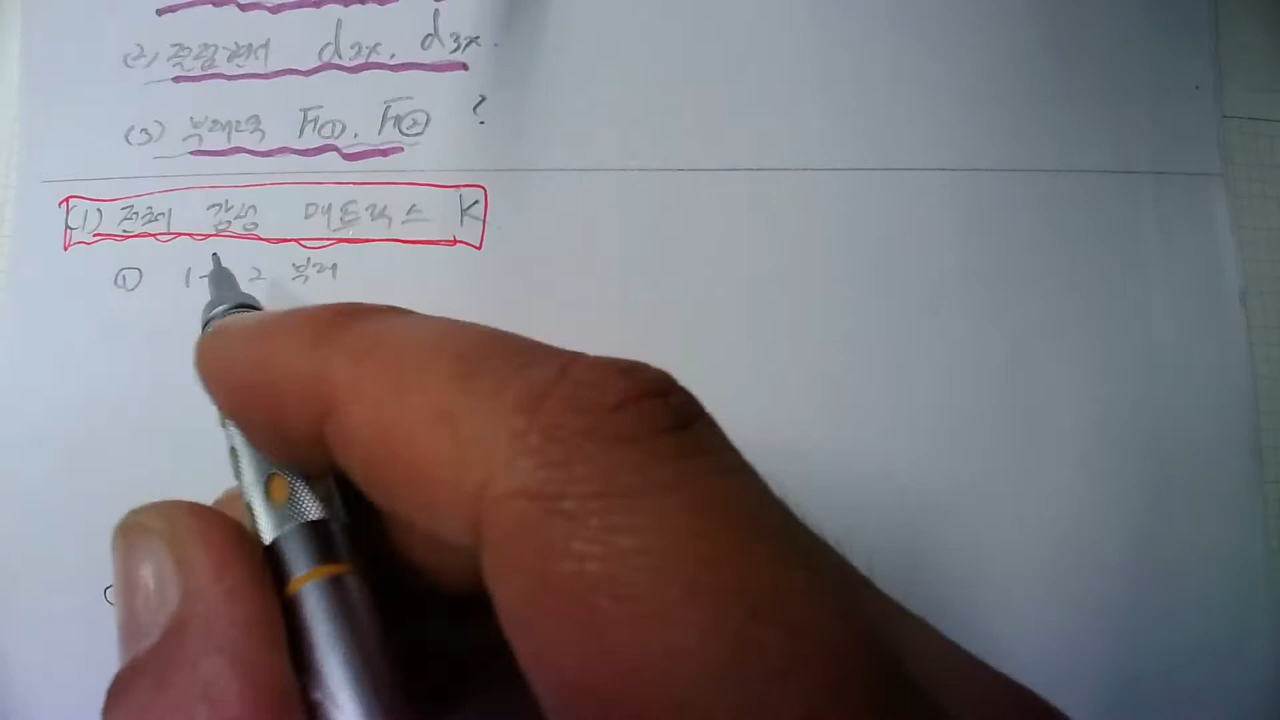 (2) 절점변위 d2x, d3x.
(3) 부재력 F①, F② ?
(1) 전체 강성 매트릭스 K
① 1-2 부재